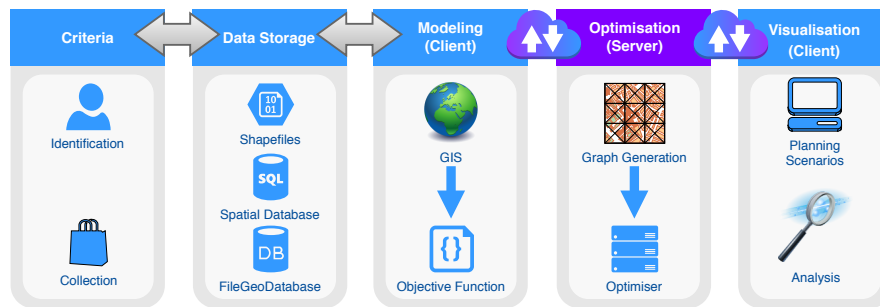 Criteria
Identification
Collection
Data Storage
10
01
Shapefiles
SQL
Spatial Database
DB
FileGeoDatabase
Modeling
(Client)
GIS
{}
Objective Function
Optimisation
(Server)
Graph Generation
Optimiser
Visualisation
(Client)
Planning
Scenarios
Analysis